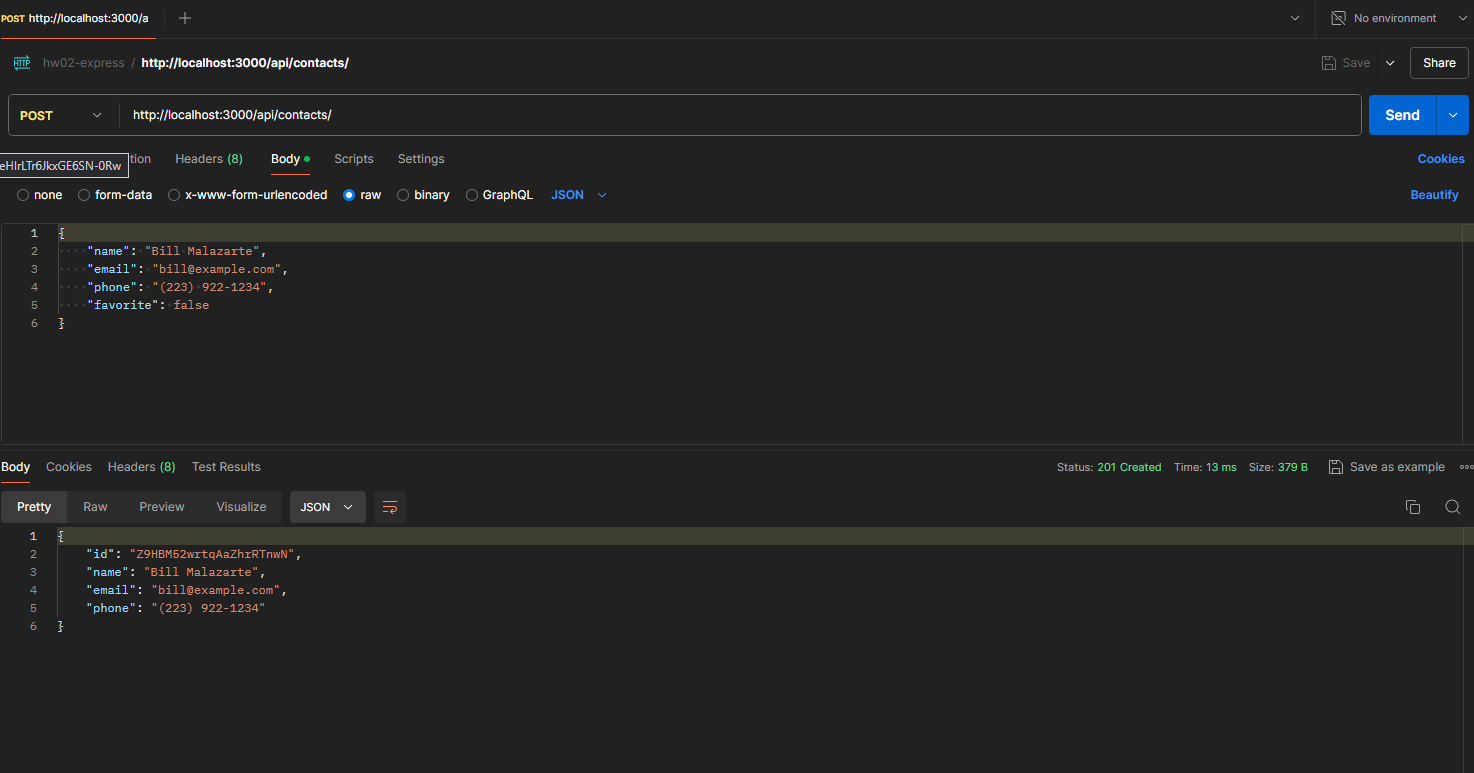 POST http://localhost:3000/a
No environment
HTTP hw02-express / http://localhost:3000/api/contacts/
Save Share
POST http://localhost:3000/api/contacts/ Send
eHIrLTr6JkxGE6SN-0Rw tion Headers (8) Body Scripts Settings Cookies
none form-data x-www-form-urlencoded raw binary GraphQL JSON Beautify
1 {
2 "name": "Bill Malazarte",
3 "email": "bill@example.com",
4 "phone": "(223) 922-1234",
5 "favorite": false
6 }
Body Cookies Headers (8) Test Results Status: 201 Created Time: 13 ms Size: 379 B Save as example
Pretty Raw Preview Visualize JSON
1 {
2 "id": "Z9HBM52wrtqAaZhrRTnwN",
3 "name": "Bill Malazarte",
4 "email": "bill@example.com",
5 "phone": "(223) 922-1234"
6 }